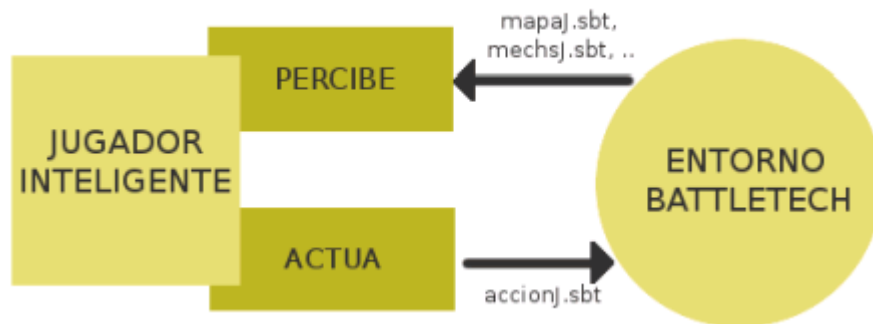 mapaJ.sbt,
mechsJ.sbt, ..
PERCIBE
JUGADOR
INTELIGENTE
ENTORNO
BATTLETECH
ACTUA
accionJ.sbt